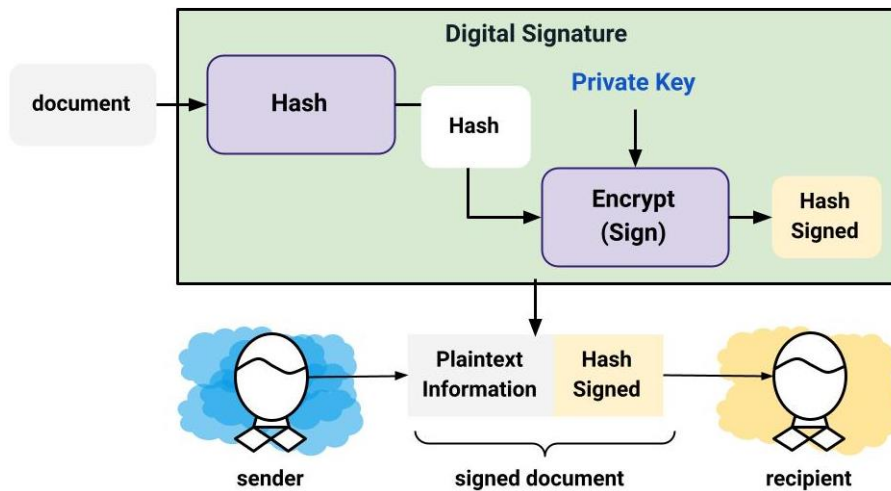 Digital Signature
document
Hash
Hash
Private Key
Encrypt
(Sign)
Hash
Signed
Plaintext
Information
Hash
Signed
sender
signed document
recipient